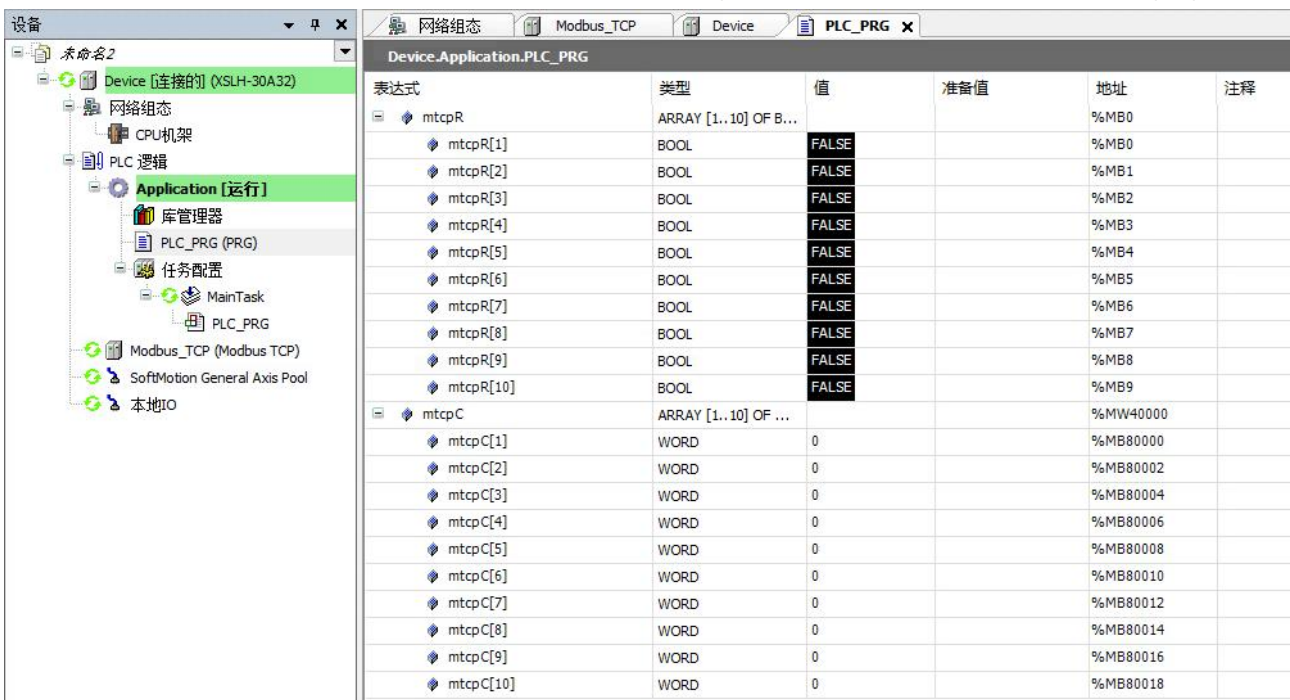 设备
未命名2
Device [连接的] (XSLH-30A32)
网络组态
CPU机架
PLC 逻辑
Application [运行]
库管理器
PLC_PRG (PRG)
任务配置
MainTask
PLC_PRG
Modbus_TCP (Modbus TCP)
SoftMotion General Axis Pool
本地IO
网络组态 Modbus_TCP Device PLC_PRG
Device.Application.PLC_PRG
表达式 类型 值 准备值 地址 注释
mtcpR ARRAY [1..10] OF B... %MB0
mtcpR[1] BOOL FALSE %MB0
mtcpR[2] BOOL FALSE %MB1
mtcpR[3] BOOL FALSE %MB2
mtcpR[4] BOOL FALSE %MB3
mtcpR[5] BOOL FALSE %MB4
mtcpR[6] BOOL FALSE %MB5
mtcpR[7] BOOL FALSE %MB6
mtcpR[8] BOOL FALSE %MB7
mtcpR[9] BOOL FALSE %MB8
mtcpR[10] BOOL FALSE %MB9
mtcpC ARRAY [1..10] OF ... %MW40000
mtcpC[1] WORD 0 %MB80000
mtcpC[2] WORD 0 %MB80002
mtcpC[3] WORD 0 %MB80004
mtcpC[4] WORD 0 %MB80006
mtcpC[5] WORD 0 %MB80008
mtcpC[6] WORD 0 %MB80010
mtcpC[7] WORD 0 %MB80012
mtcpC[8] WORD 0 %MB80014
mtcpC[9] WORD 0 %MB80016
mtcpC[10] WORD 0 %MB80018